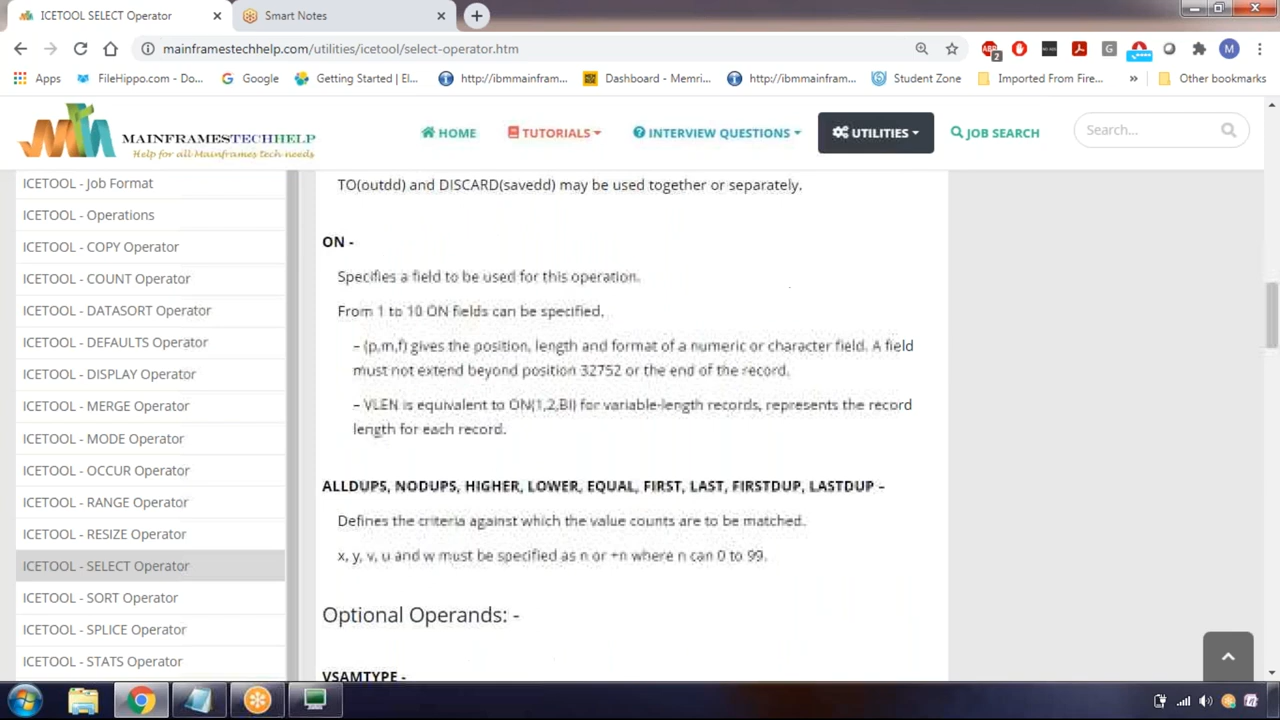 ICETOOL SELECT Operator
Smart Notes
mainframestechhelp.com/utilities/icetool/select-operator.htm
Apps
FileHippo.com - Do...
Google
Getting Started | El...
http://ibmmainfram...
Dashboard - Memri...
http://ibmmainfram...
Student Zone
Imported From Fire...
»
Other bookmarks
MAINFRAMESTECHHELP
Help for all Mainframes tech needs
HOME
TUTORIALS
INTERVIEW QUESTIONS
UTILITIES
JOB SEARCH
Search...
ICETOOL - Job Format
ICETOOL - Operations
ICETOOL - COPY Operator
ICETOOL - COUNT Operator
ICETOOL - DATASORT Operator
ICETOOL - DEFAULTS Operator
ICETOOL - DISPLAY Operator
ICETOOL - MERGE Operator
ICETOOL - MODE Operator
ICETOOL - OCCUR Operator
ICETOOL - RANGE Operator
ICETOOL - RESIZE Operator
ICETOOL - SELECT Operator
ICETOOL - SORT Operator
ICETOOL - SPLICE Operator
ICETOOL - STATS Operator
TO(outdd) and DISCARD(savedd) may be used together or separately.
ON -
Specifies a field to be used for this operation.
From 1 to 10 ON fields can be specified.
– (p,m,f) gives the position, length and format of a numeric or character field. A field
must not extend beyond position 32752 or the end of the record.
– VLEN is equivalent to ON(1,2,BI) for variable-length records, represents the record
length for each record.
ALLDUPS, NODUPS, HIGHER, LOWER, EQUAL, FIRST, LAST, FIRSTDUP, LASTDUP –
Defines the criteria against which the value counts are to be matched.
x, y, v, u and w must be specified as n or +n where n can 0 to 99.
Optional Operands: -
VSAMTYPE -